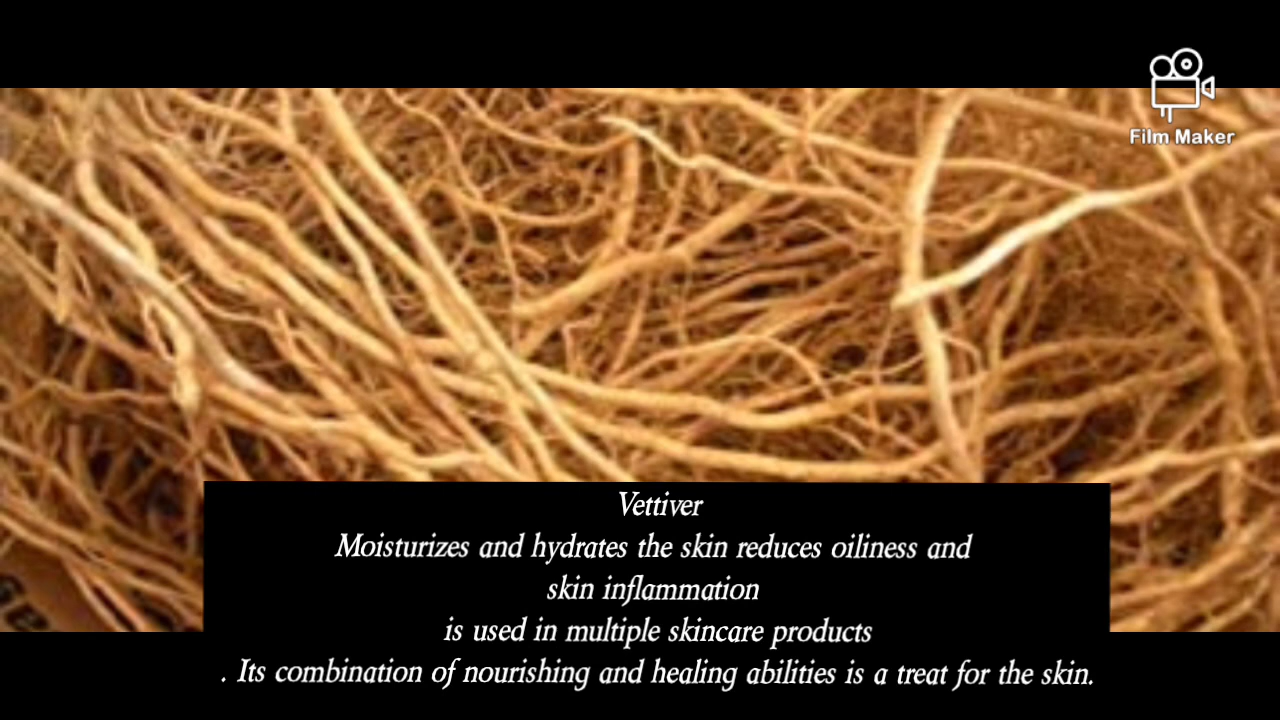 Film Maker
Vettiver
Moisturizes and hydrates the skin reduces oiliness and
skin inflammation
is used in multiple skincare products
. Its combination of nourishing and healing abilities is a treat for the skin.